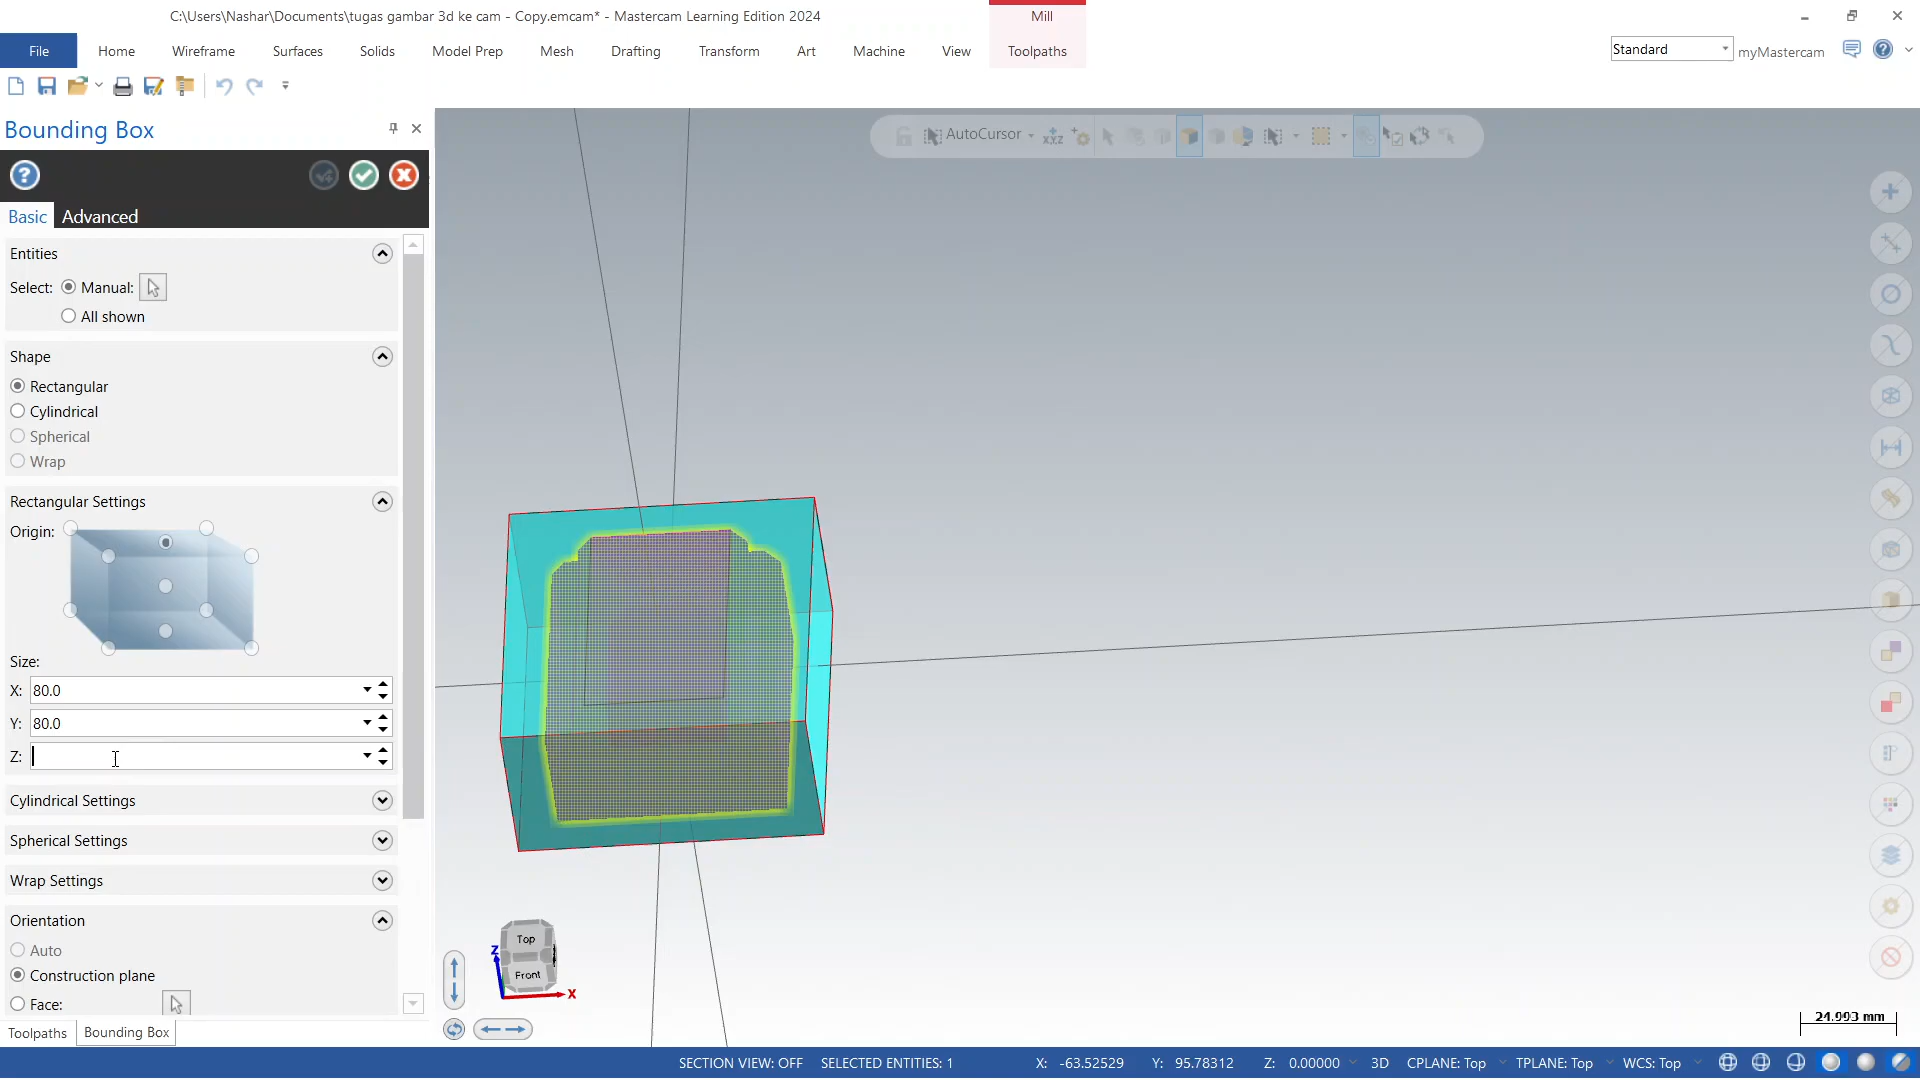 C:\Users\Nashar\Documents\tugas gambar 3d ke cam - Copy.emcam* - Mastercam Learning Edition 2024
Mill
File
Home
Wireframe
Surfaces
Solids
Model Prep
Mesh
Drafting
Transform
Art
Machine
View
Toolpaths
Standard
myMastercam
Bounding Box
AutoCursor
Basic
Advanced
Entities
Select:
Manual:
All shown
Shape
Rectangular
Cylindrical
Spherical
Wrap
Rectangular Settings
Origin:
Size:
X: 80.0
Y: 80.0
Z:
Cylindrical Settings
Spherical Settings
Wrap Settings
Orientation
Auto
Construction plane
Face:
Z
Top
Front
X
24.993 mm
Toolpaths
Bounding Box
SECTION VIEW: OFF
SELECTED ENTITIES: 1
X: -63.52529
Y: 95.78312
Z: 0.00000
3D
CPLANE: Top
TPLANE: Top
WCS: Top